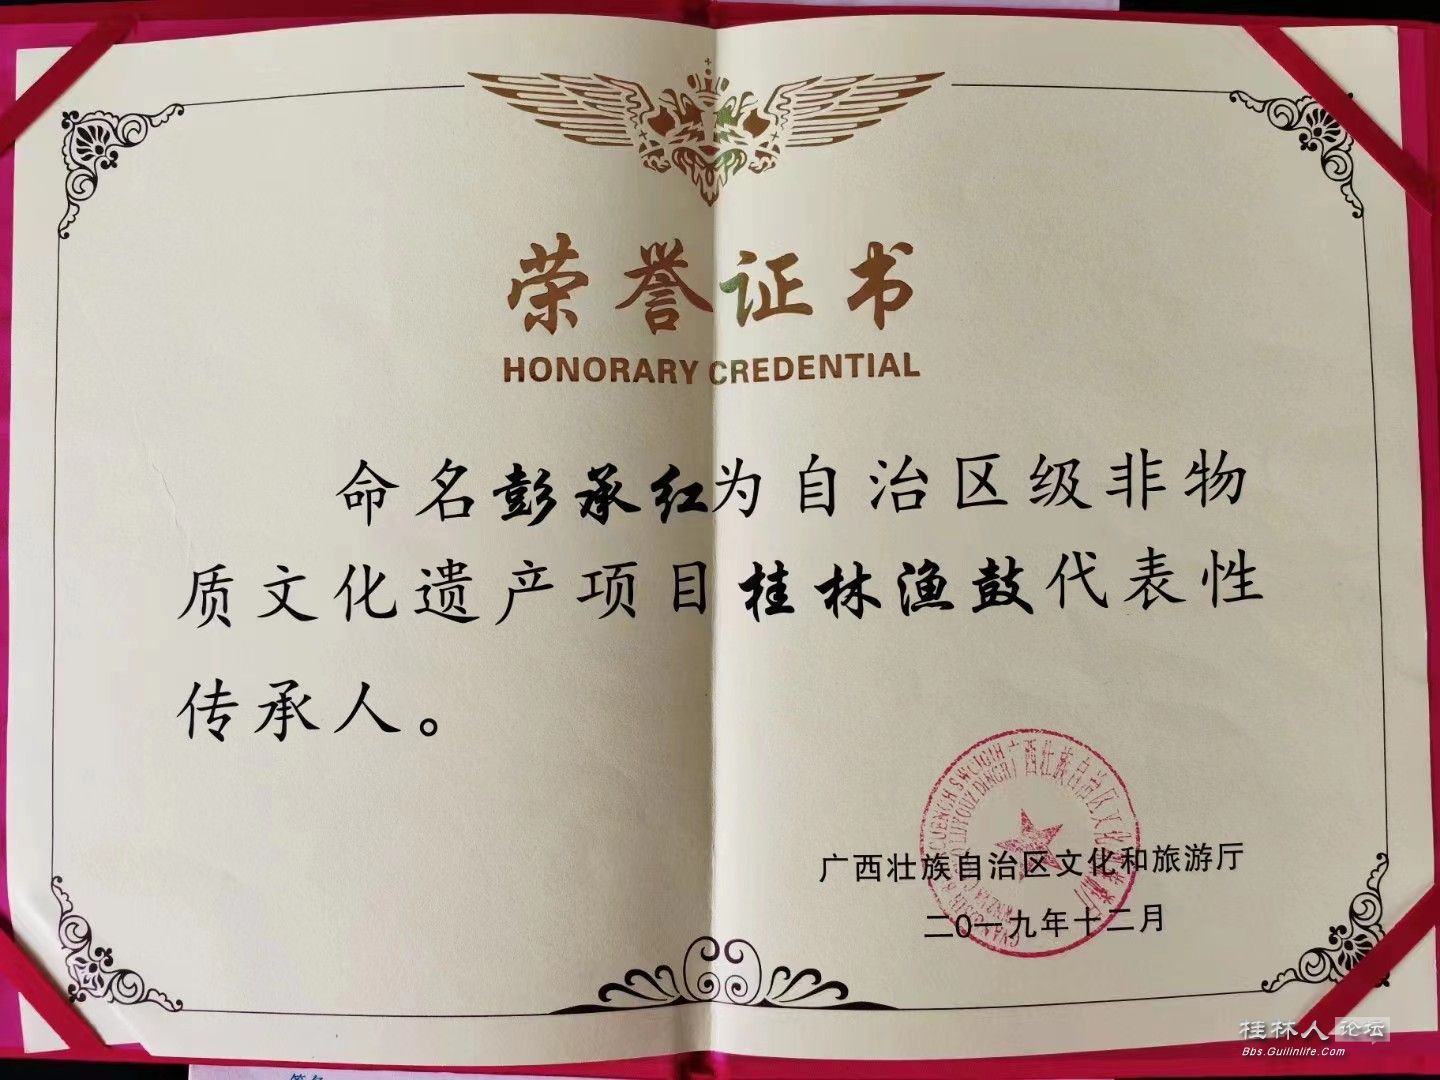 荣誉证书
HONORARY CREDENTIAL
命名彭承红为自治区级非物
质文化遗产项目桂林渔鼓代表性
传承人。
广西壮族自治区文化和旅游厅
二0一九年十二月
桂林人论坛
Bbs.Guilinlife.Com